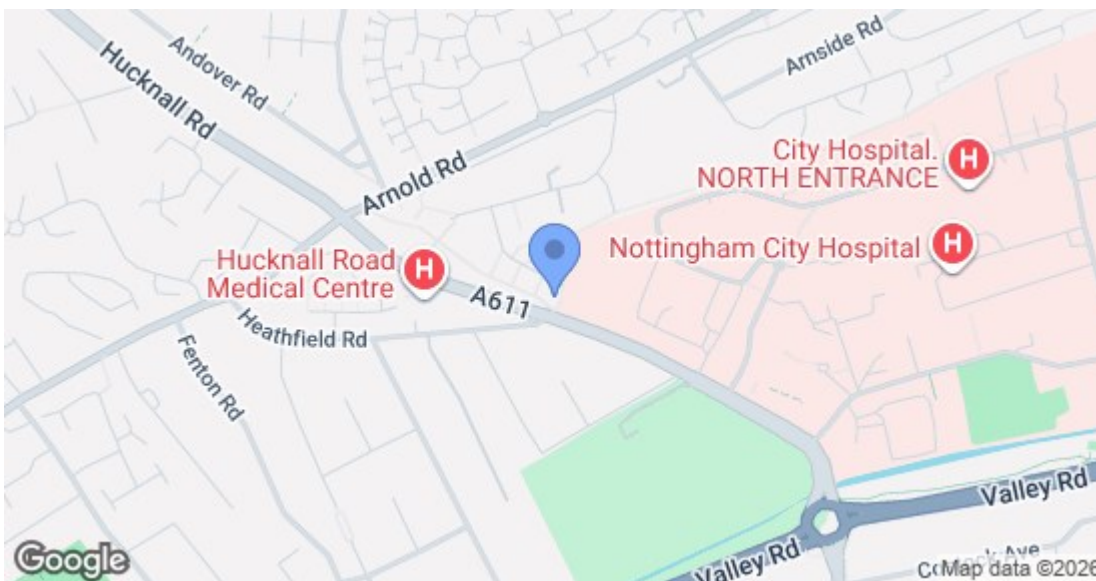 Andover Rd
Hucknall Rd
Arnside Rd
Arnold Rd
City Hospital.
NORTH ENTRANCE
H
Nottingham City Hospital
H
Hucknall Road
Medical Centre
H
A611
Heathfield Rd
Fenton Rd
Valley Rd
Valley Rd
Google
Map data ©2026